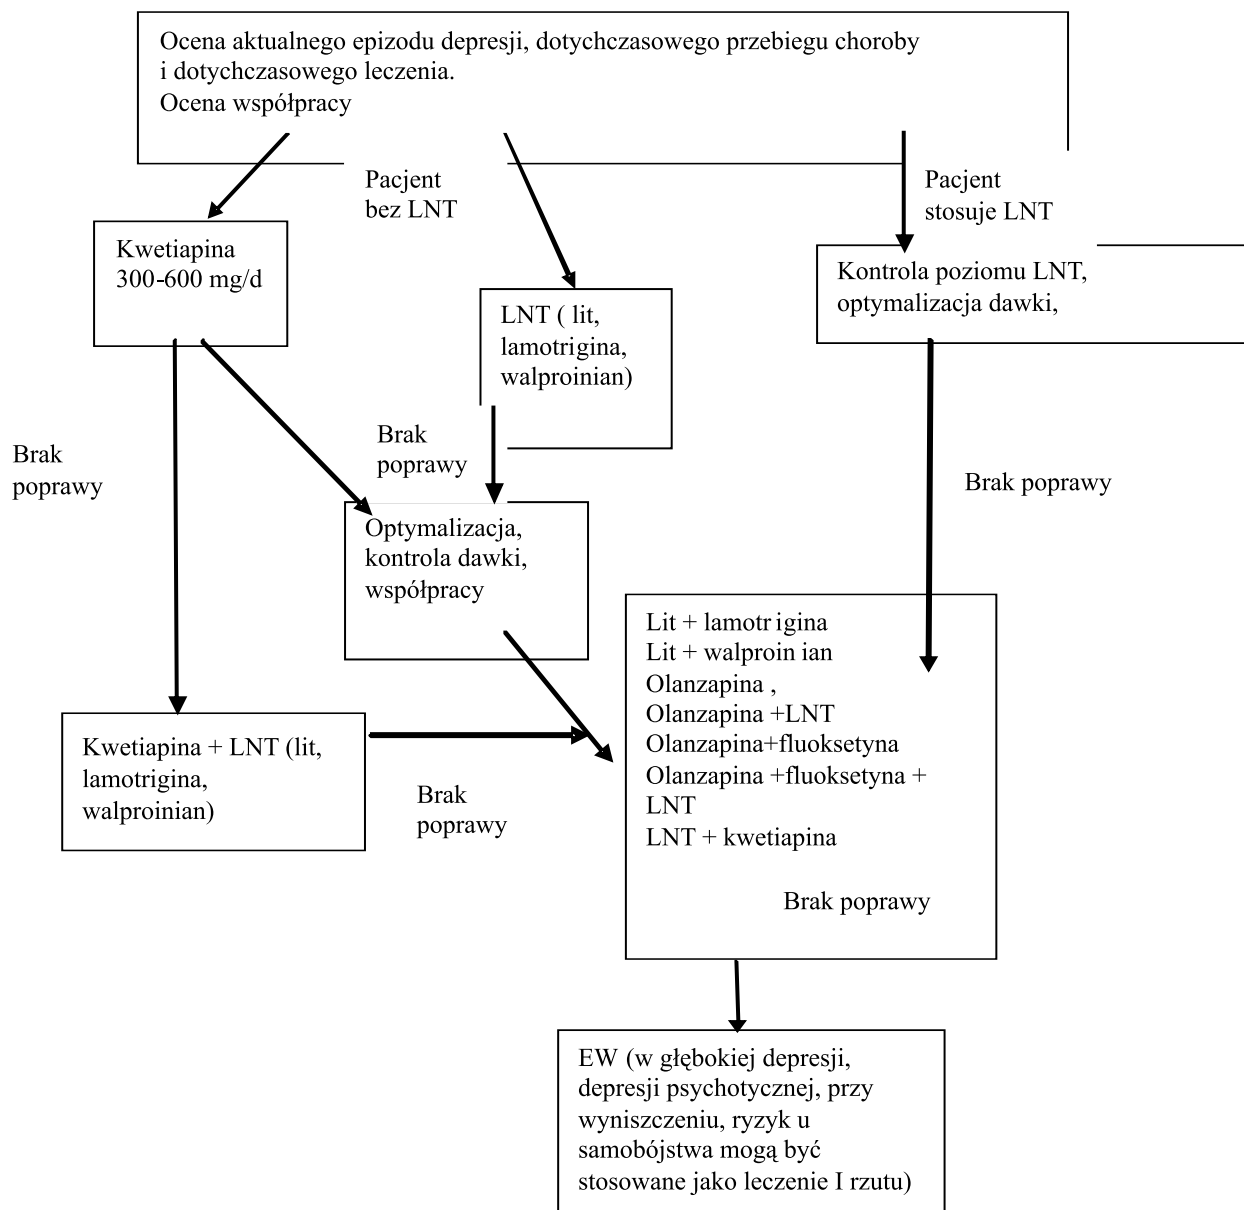 Ocena aktualnego epizodu depresji, dotychczasowego przebiegu choroby
i dotychczasowego leczenia.
Ocena współpracy
Pacjent
bez LNT
Pacjent
stosuje LNT
Kwetiapina
300-600 mg/d
LNT ( lit,
lamotrigina,
walproinian)
Kontrola poziomu LNT,
optymalizacja dawki,
Brak
poprawy
Brak
poprawy
Brak poprawy
Optymalizacja,
kontrola dawki,
współpracy
Lit + lamotr igina
Lit + walproin ian
Olanzapina ,
Olanzapina +LNT
Olanzapina+fluoksetyna
Olanzapina +fluoksetyna +
LNT
LNT + kwetiapina
Brak poprawy
Kwetiapina + LNT (lit,
lamotrigina,
walproinian)
Brak
poprawy
EW (w głębokiej depresji,
depresji psychotycznej, przy
wyniszczeniu, ryzyk u
samobójstwa mogą być
stosowane jako leczenie I rzutu)